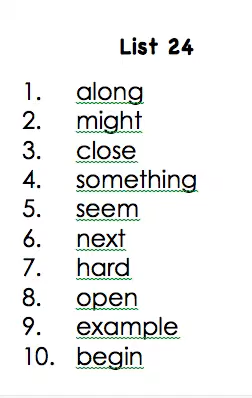 List 24
1. along
2. might
3. close
4. something
5. seem
6. next
7. hard
8. open
9. example
10. begin